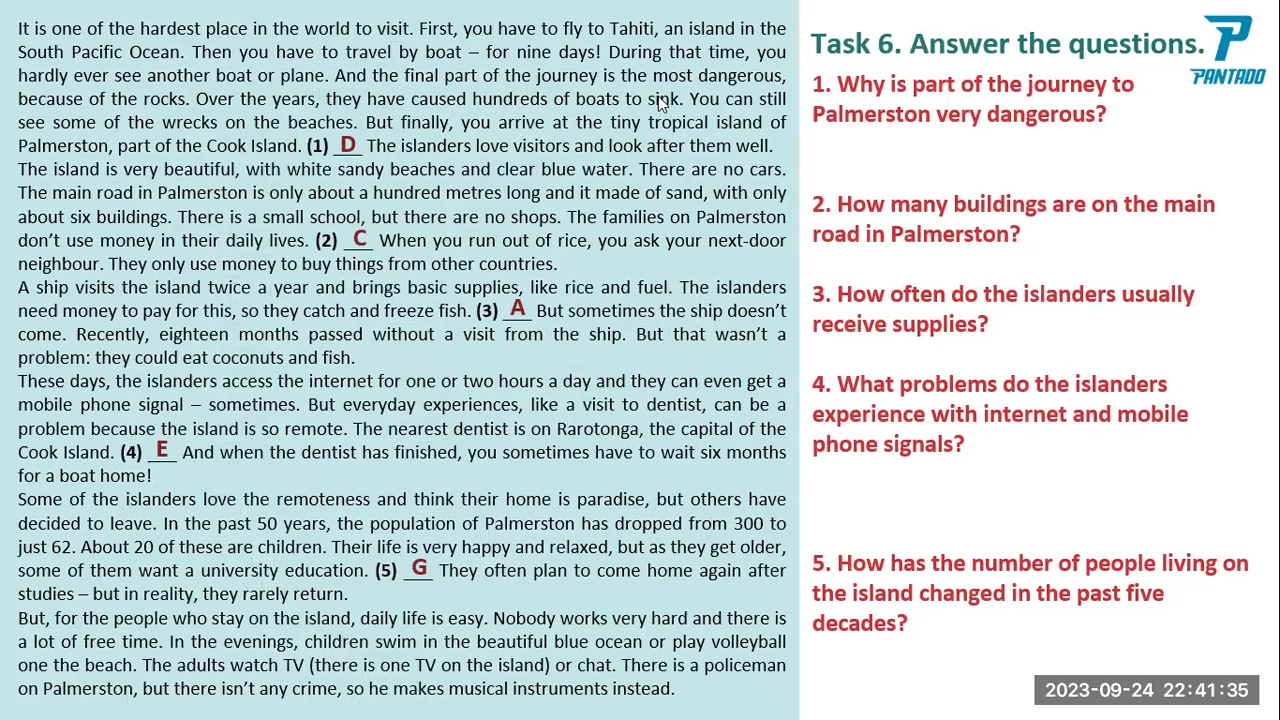 It is one of the hardest place in the world to visit. First, you have to fly to Tahiti, an island in the
South Pacific Ocean. Then you have to travel by boat – for nine days! During that time, you
hardly ever see another boat or plane. And the final part of the journey is the most dangerous,
because of the rocks. Over the years, they have caused hundreds of boats to sink. You can still
see some of the wrecks on the beaches. But finally, you arrive at the tiny tropical island of
Palmerston, part of the Cook Island. (1) D The islanders love visitors and look after them well.
The island is very beautiful, with white sandy beaches and clear blue water. There are no cars.
The main road in Palmerston is only about a hundred metres long and it made of sand, with only
about six buildings. There is a small school, but there are no shops. The families on Palmerston
don't use money in their daily lives. (2) C When you run out of rice, you ask your next-door
neighbour. They only use money to buy things from other countries.
A ship visits the island twice a year and brings basic supplies, like rice and fuel. The islanders
need money to pay for this, so they catch and freeze fish. (3) A But sometimes the ship doesn't
come. Recently, eighteen months passed without a visit from the ship. But that wasn't a
problem: they could eat coconuts and fish.
These days, the islanders access the internet for one or two hours a day and they can even get a
mobile phone signal – sometimes. But everyday experiences, like a visit to dentist, can be a
problem because the island is so remote. The nearest dentist is on Rarotonga, the capital of the
Cook Island. (4) E And when the dentist has finished, you sometimes have to wait six months
for a boat home!
Some of the islanders love the remoteness and think their home is paradise, but others have
decided to leave. In the past 50 years, the population of Palmerston has dropped from 300 to
just 62. About 20 of these are children. Their life is very happy and relaxed, but as they get older,
some of them want a university education. (5) G They often plan to come home again after
studies – but in reality, they rarely return.
But, for the people who stay on the island, daily life is easy. Nobody works very hard and there is
a lot of free time. In the evenings, children swim in the beautiful blue ocean or play volleyball
one the beach. The adults watch TV (there is one TV on the island) or chat. There is a policeman
on Palmerston, but there isn't any crime, so he makes musical instruments instead.
Task 6. Answer the questions.
PANTADO
1. Why is part of the journey to
Palmerston very dangerous?
2. How many buildings are on the main
road in Palmerston?
3. How often do the islanders usually
receive supplies?
4. What problems do the islanders
experience with internet and mobile
phone signals?
5. How has the number of people living on
the island changed in the past five
decades?
2023-09-24 22:41:35